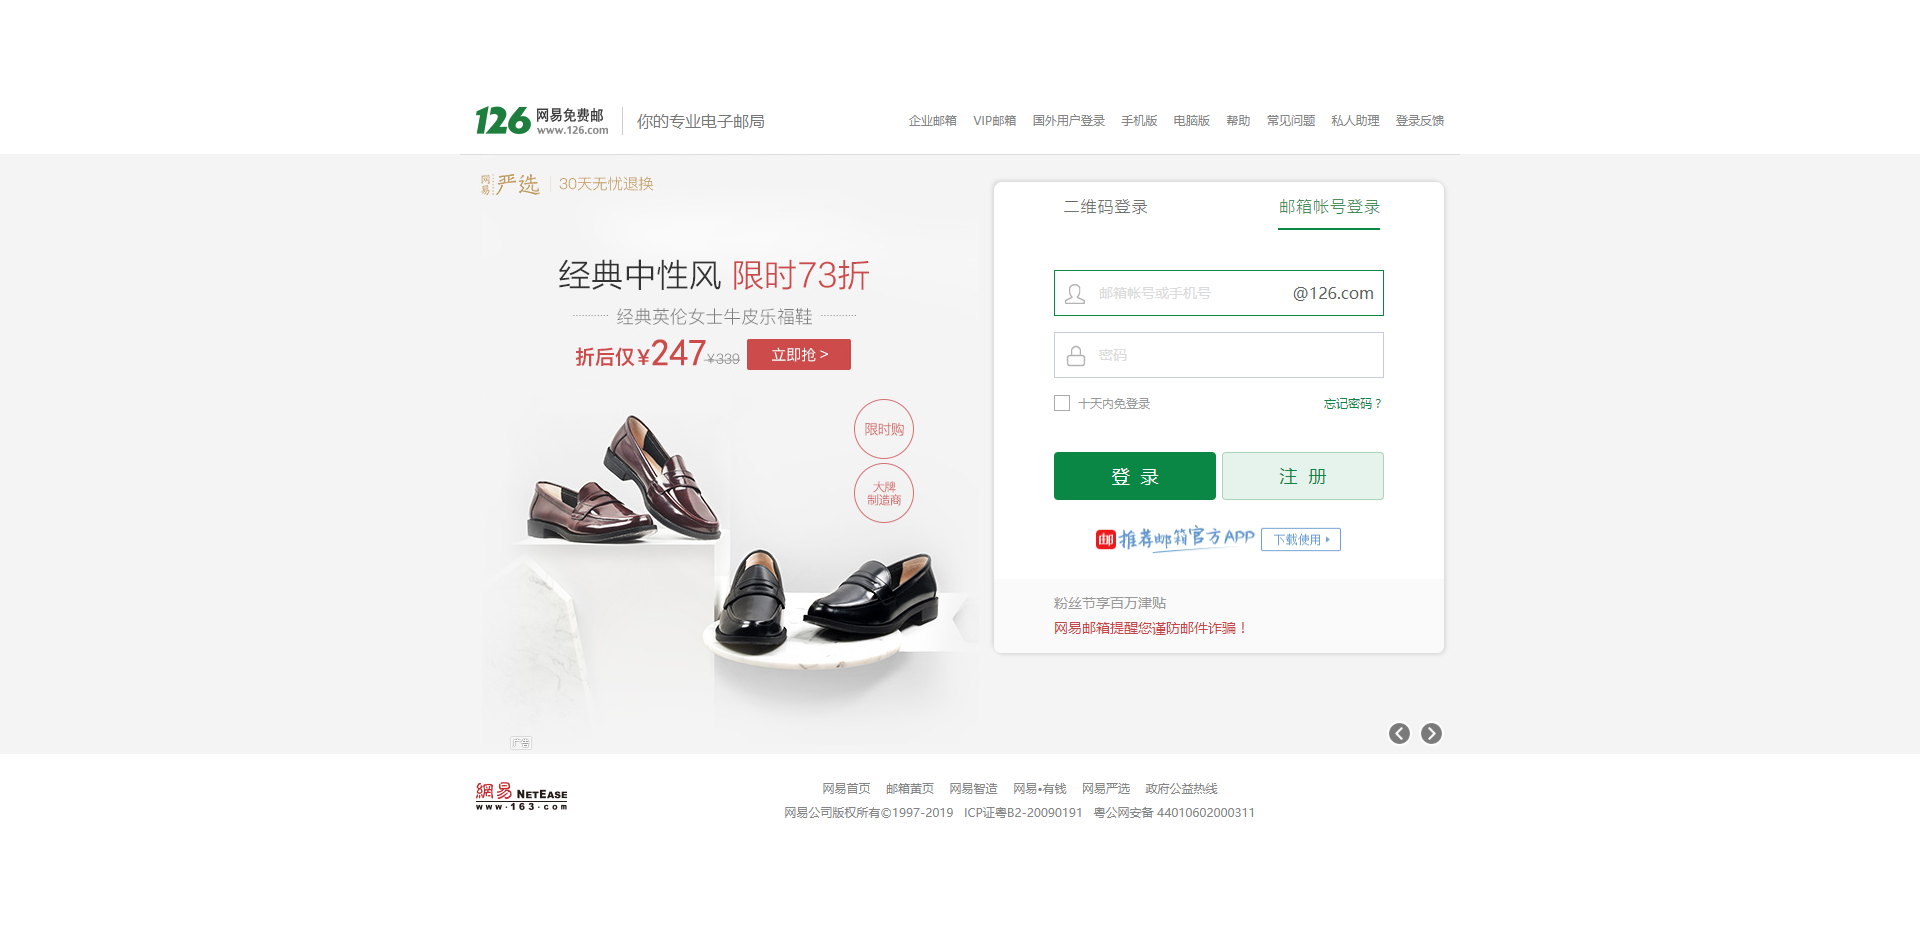 126 网易免费邮
www.126.com
你的专业电子邮局
企业邮箱 VIP邮箱 国外用户登录 手机版 电脑版 帮助 常见问题 私人助理 登录反馈
网易严选 30天无忧退换
经典中性风 限时73折
经典英伦女士牛皮乐福鞋
折后仅¥247 ¥339 立即抢 >
限时购
大牌
制造商
广告
二维码登录 邮箱帐号登录
邮箱帐号或手机号 @126.com
密码
十天内免登录 忘记密码？
登 录 注 册
邮 推荐邮箱官方APP 下载使用
粉丝节享百万津贴
网易邮箱提醒您谨防邮件诈骗！
網易 NETEASE
www.163.com
网易首页 邮箱黄页 网易智造 网易•有钱 网易严选 政府公益热线
网易公司版权所有©1997-2019 ICP证粤B2-20090191 粤公网安备 44010602000311